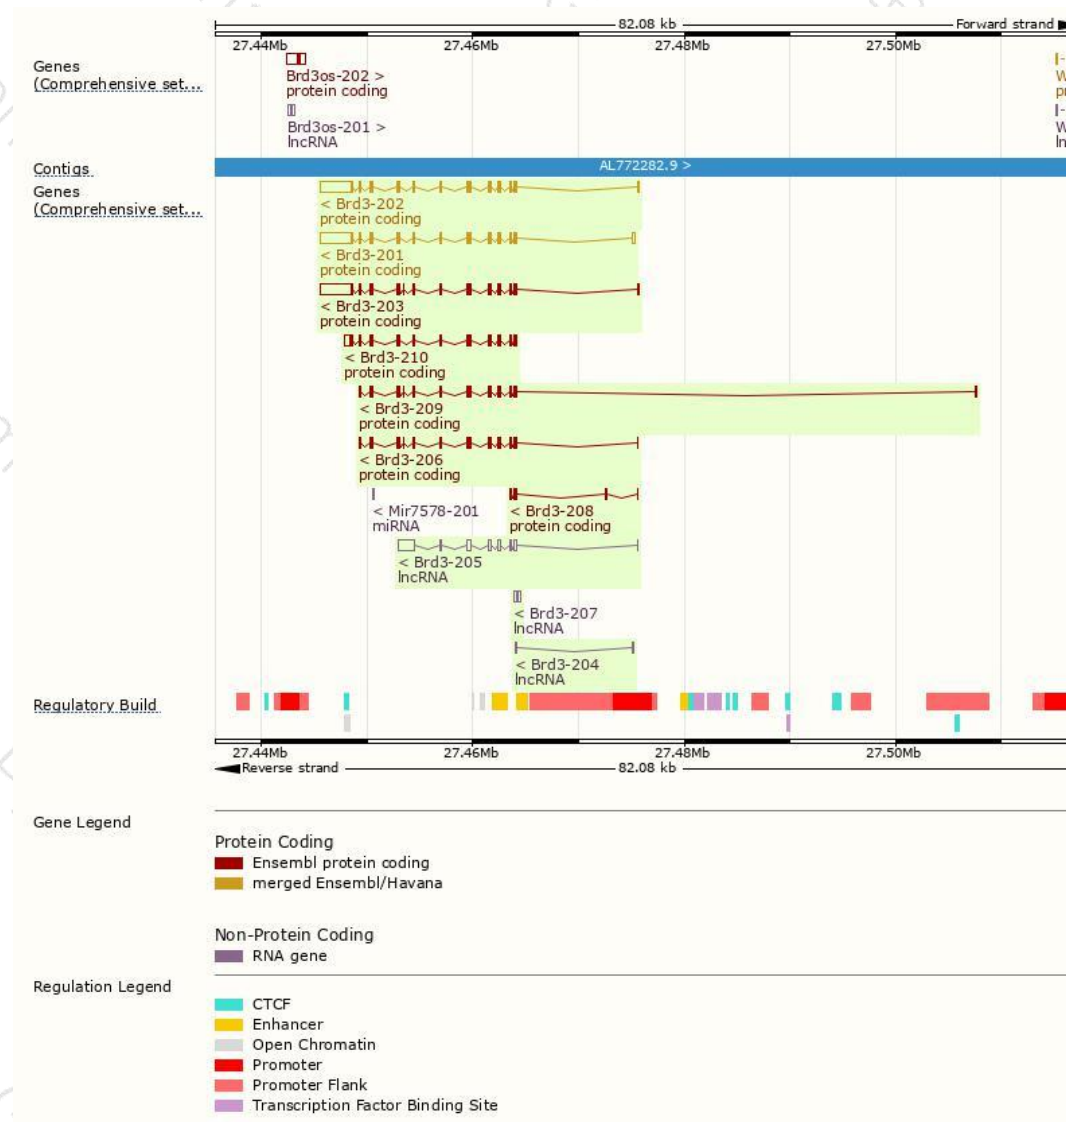 82.08 kb
Forward strand
27.44Mb 27.46Mb 27.48Mb 27.50Mb
Genes
(Comprehensive set...
Brd3os-202 >
protein coding
Brd3os-201 >
lncRNA
W
pr
W
ln
Contigs
AL772282.9 >
Genes
(Comprehensive set...
< Brd3-202
protein coding
< Brd3-201
protein coding
< Brd3-203
protein coding
< Brd3-210
protein coding
< Brd3-209
protein coding
< Brd3-206
protein coding
< Mir7578-201
miRNA
< Brd3-208
protein coding
< Brd3-205
lncRNA
< Brd3-207
lncRNA
< Brd3-204
lncRNA
Regulatory Build
27.44Mb 27.46Mb 27.48Mb 27.50Mb
Reverse strand
82.08 kb
Gene Legend
Protein Coding
Ensembl protein coding
merged Ensembl/Havana
Non-Protein Coding
RNA gene
Regulation Legend
CTCF
Enhancer
Open Chromatin
Promoter
Promoter Flank
Transcription Factor Binding Site